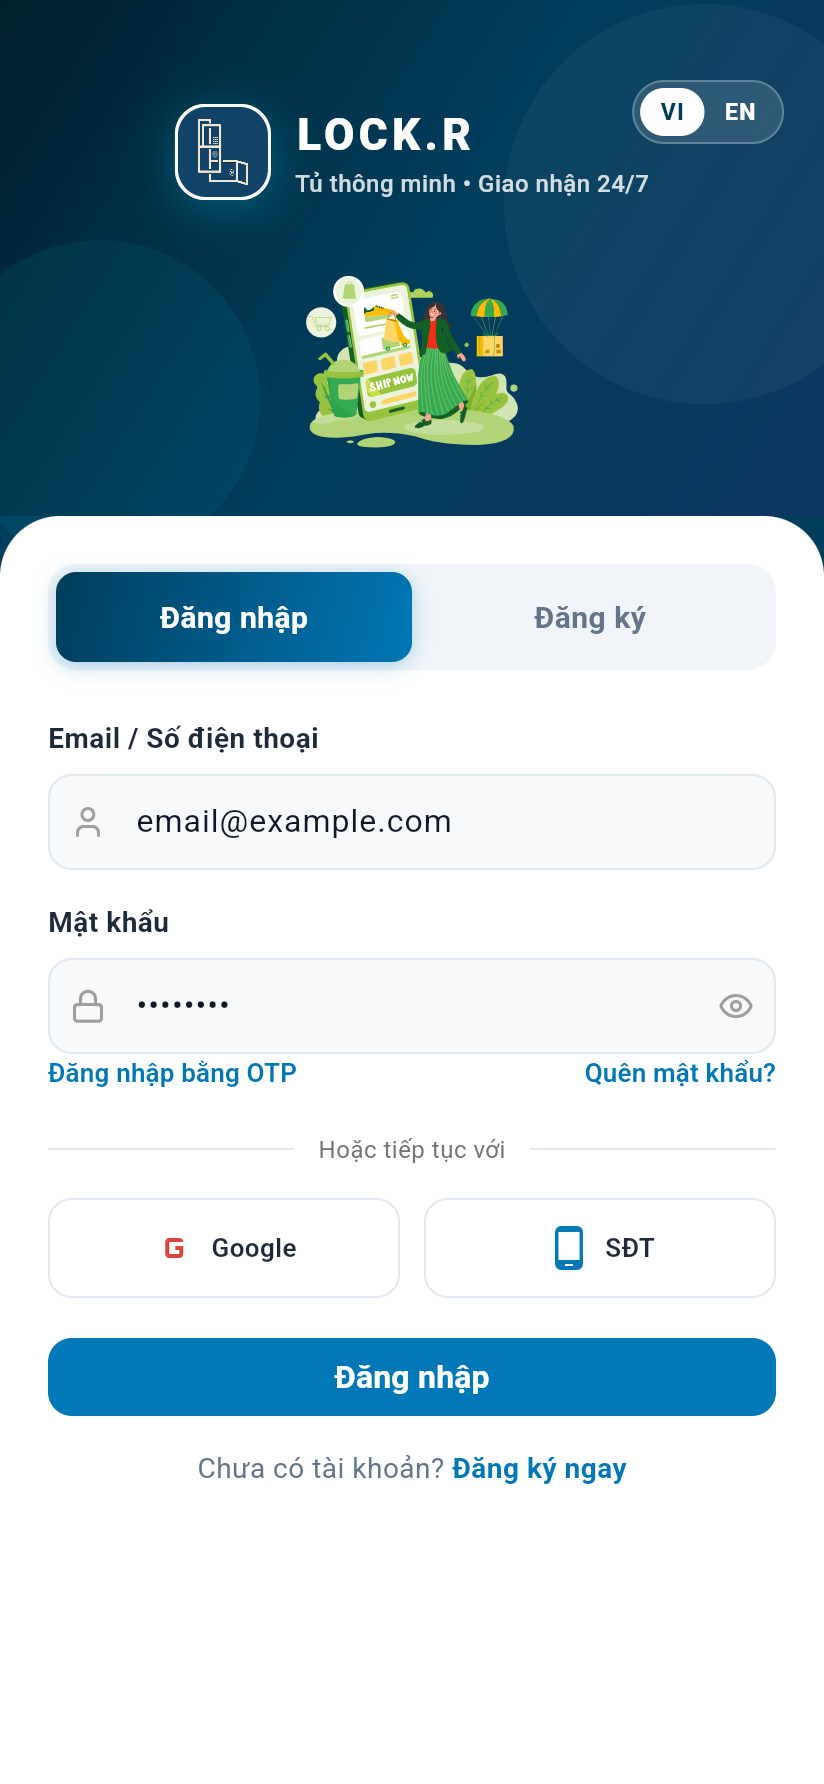 LOCK.R
VI EN
Tủ thông minh • Giao nhận 24/7
SHIP NOW
Đăng nhập Đăng ký
Email / Số điện thoại
email@example.com
Mật khẩu
••••••••
Đăng nhập bằng OTP Quên mật khẩu?
Hoặc tiếp tục với
G Google SĐT
Đăng nhập
Chưa có tài khoản? Đăng ký ngay